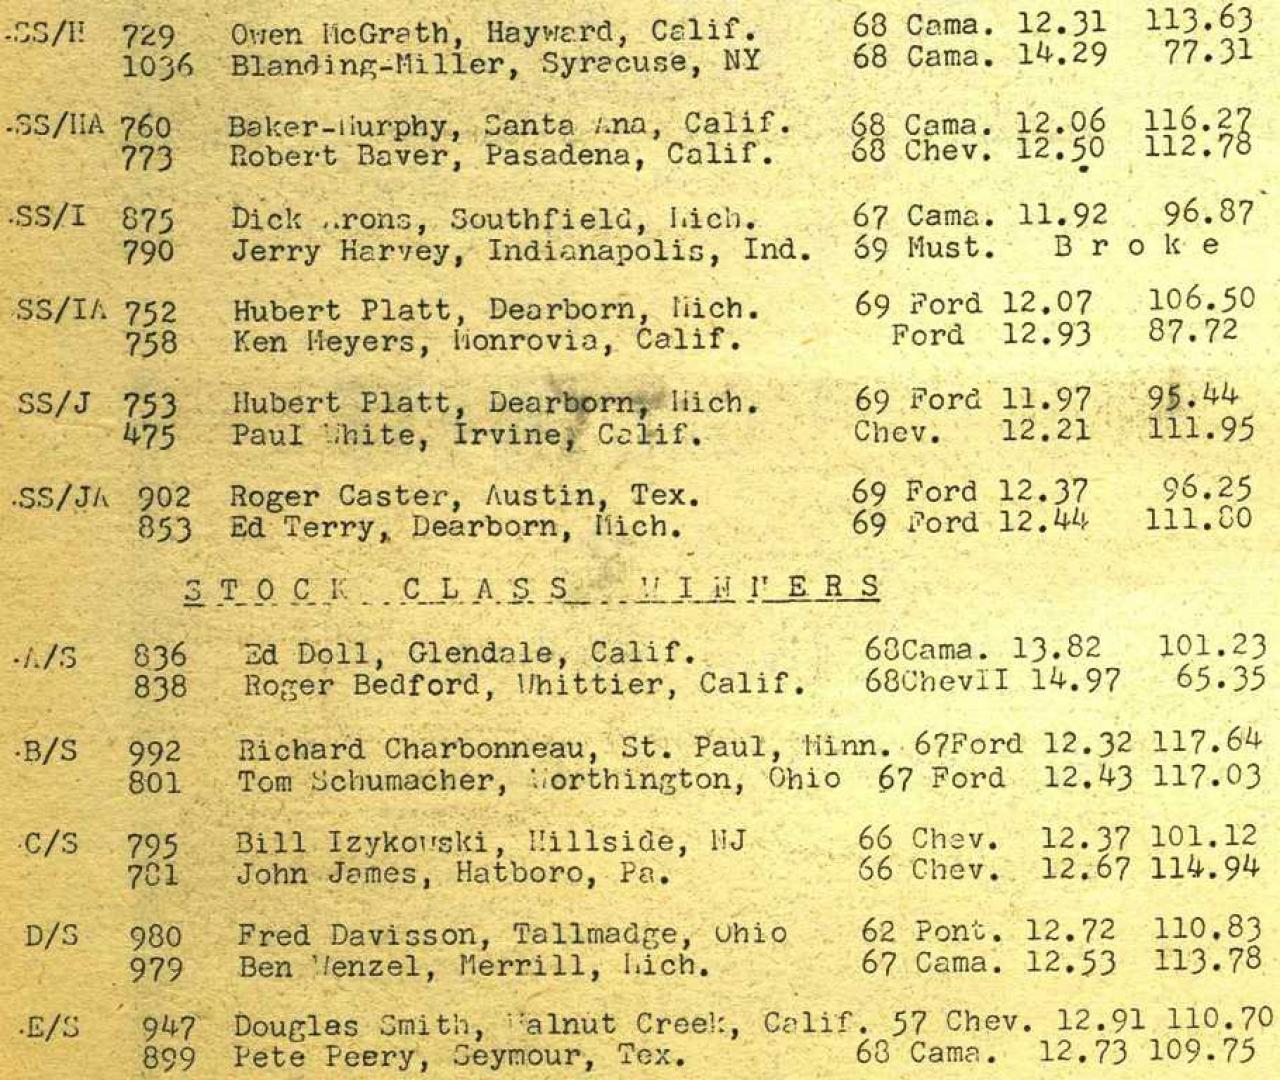 SS/H 729 Owen McGrath, Hayward, Calif. 68 Cama. 12.31 113.63
1036 Blanding-Miller, Syracuse, NY 68 Cama. 14.29 77.31
SS/HA 760 Baker-Murphy, Santa Ana, Calif. 68 Cama. 12.06 116.27
773 Robert Baver, Pasadena, Calif. 68 Chev. 12.50 112.78
SS/I 875 Dick Arons, Southfield, Mich. 67 Cama. 11.92 96.87
790 Jerry Harvey, Indianapolis, Ind. 69 Must. B r o k e
SS/IA 752 Hubert Platt, Dearborn, Mich. 69 Ford 12.07 106.50
758 Ken Meyers, Monrovia, Calif. Ford 12.93 87.72
SS/J 753 Hubert Platt, Dearborn, Mich. 69 Ford 11.97 95.44
475 Paul White, Irvine, Calif. Chev. 12.21 111.95
SS/JA 902 Roger Caster, Austin, Tex. 69 Ford 12.37 96.25
853 Ed Terry, Dearborn, Mich. 69 Ford 12.44 111.80
S T O C K C L A S S W I N N E R S
A/S 836 Ed Doll, Glendale, Calif. 68Cama. 13.82 101.23
838 Roger Bedford, Whittier, Calif. 68ChevII 14.97 65.35
B/S 992 Richard Charbonneau, St. Paul, Minn. 67Ford 12.32 117.64
801 Tom Schumacher, Worthington, Ohio 67 Ford 12.43 117.03
C/S 795 Bill Izykowski, Hillside, NJ 66 Chev. 12.37 101.12
781 John James, Hatboro, Pa. 66 Chev. 12.67 114.94
D/S 980 Fred Davisson, Tallmadge, Ohio 62 Pont. 12.72 110.83
979 Ben Wenzel, Merrill, Mich. 67 Cama. 12.53 113.78
E/S 947 Douglas Smith, Walnut Creek, Calif. 57 Chev. 12.91 110.70
899 Pete Peery, Seymour, Tex. 68 Cama. 12.73 109.75